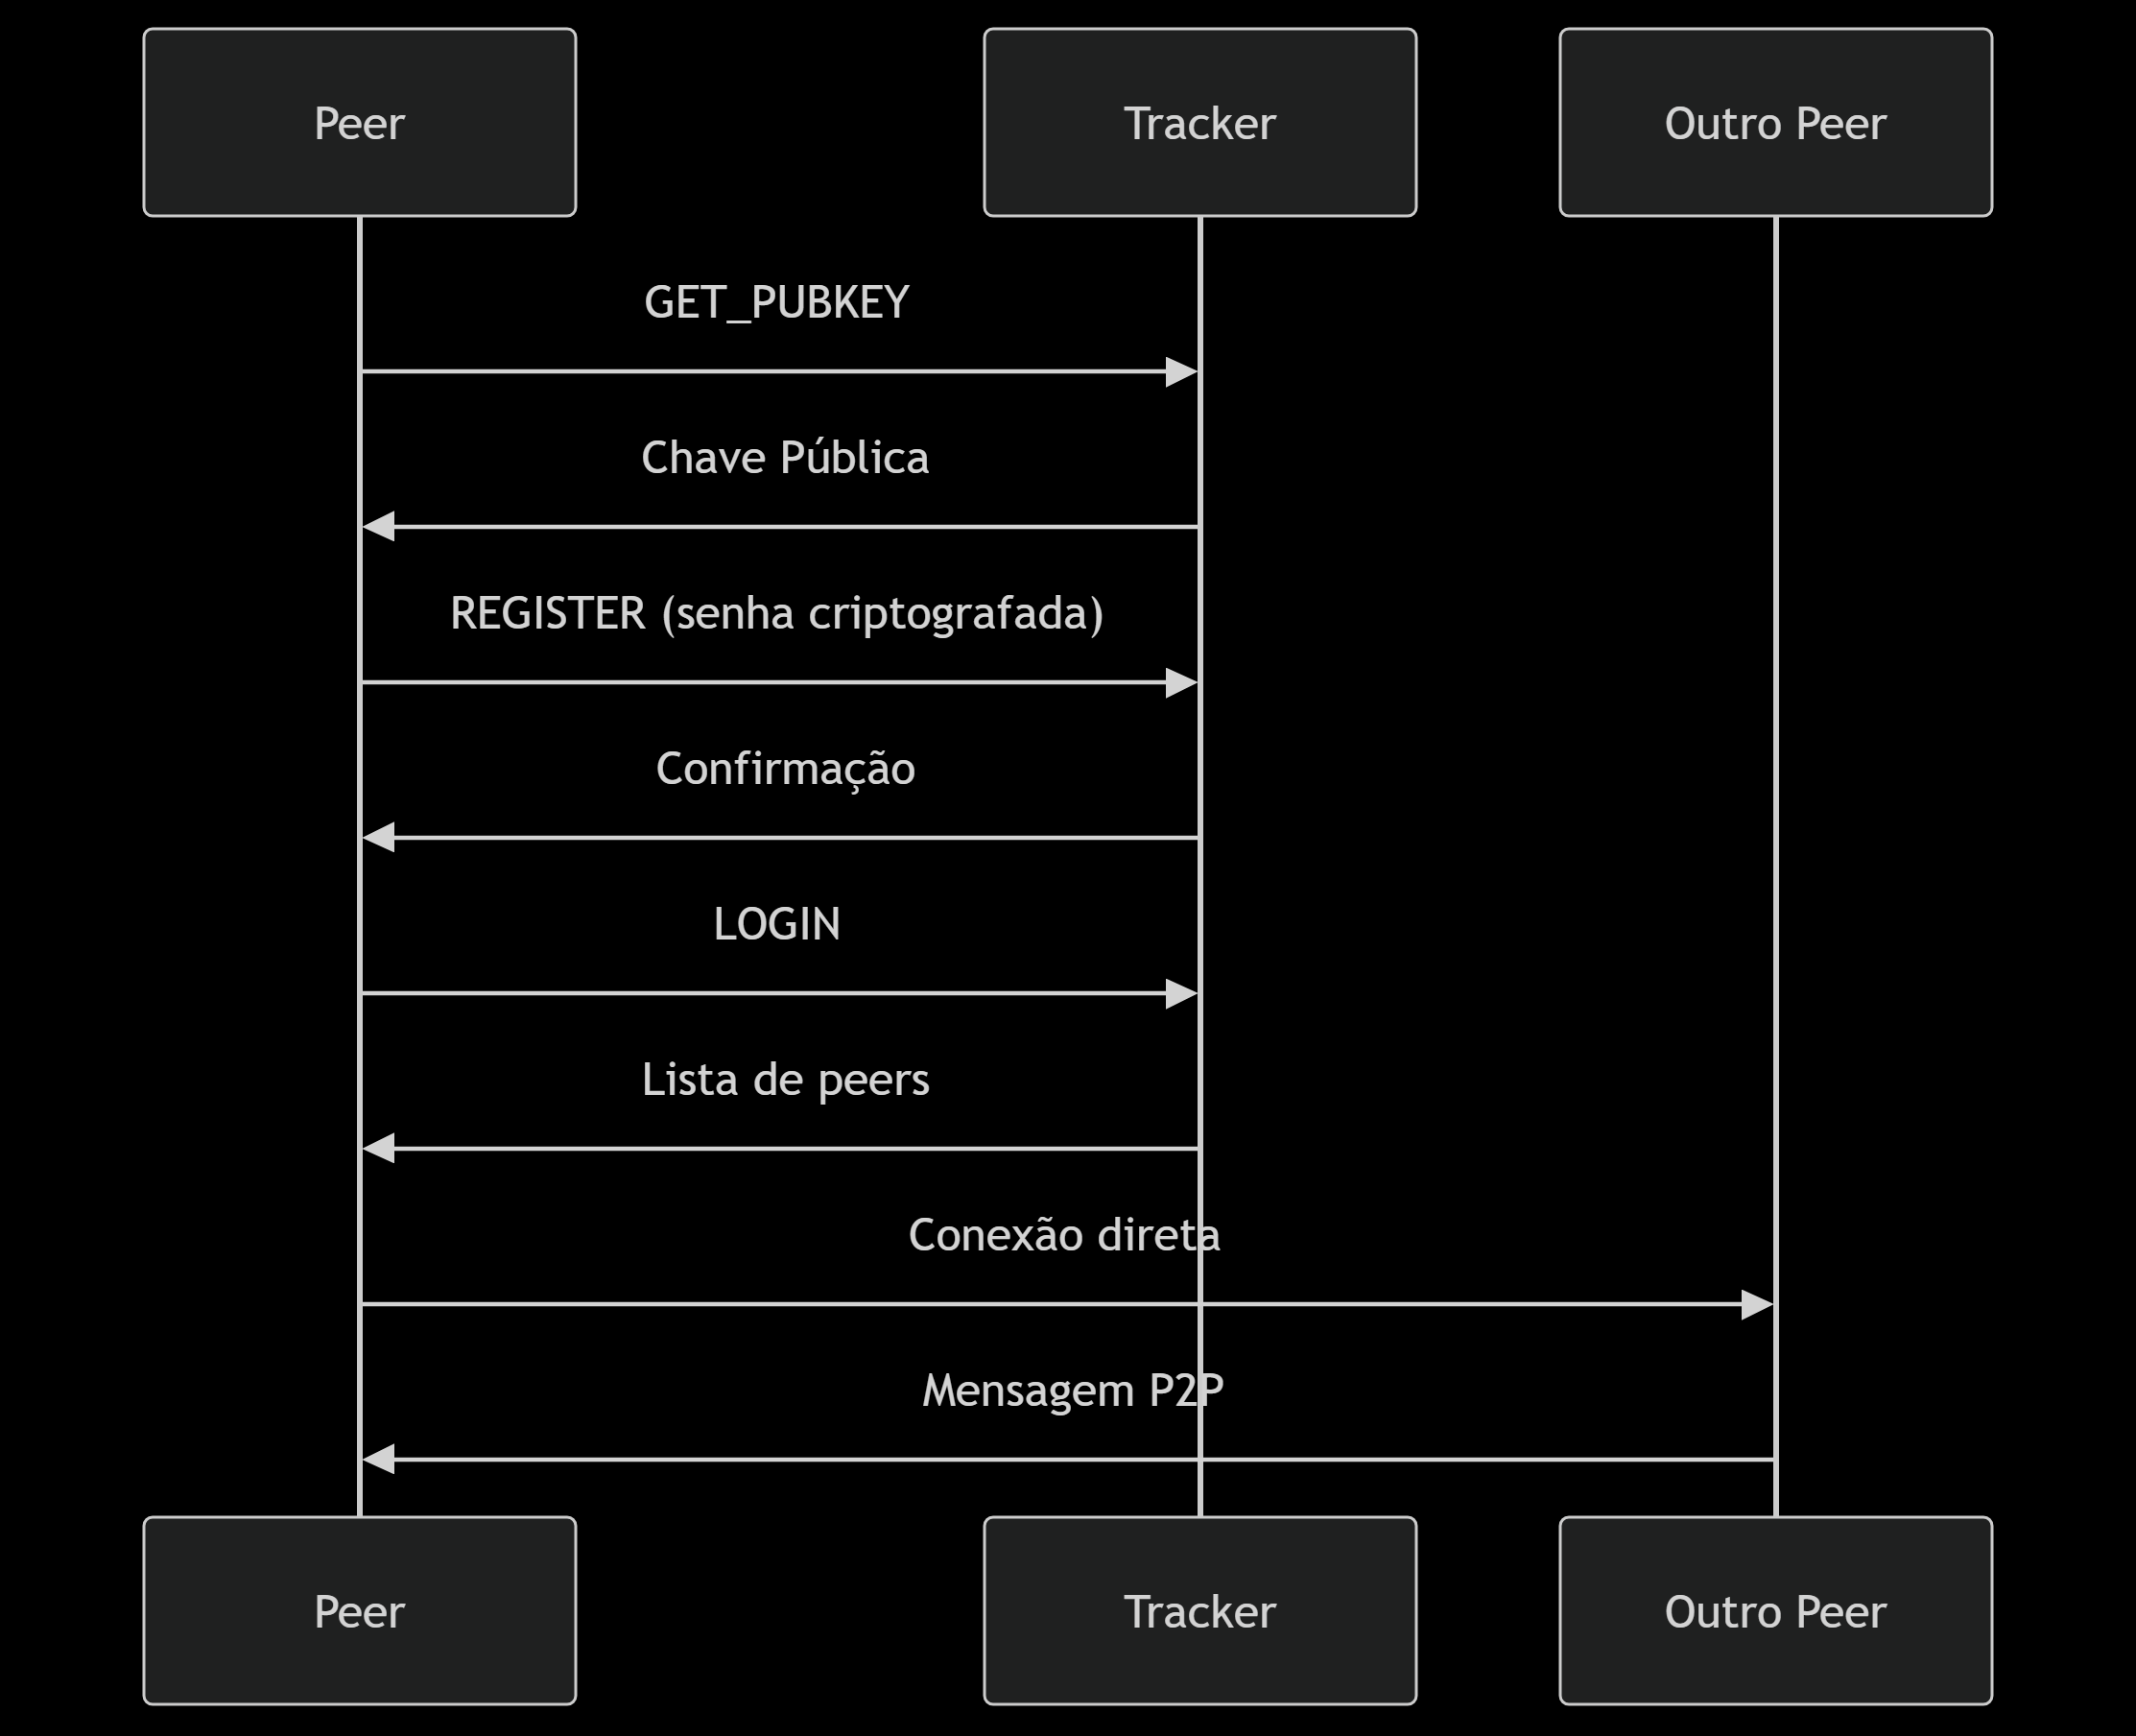 Peer
Tracker
Outro Peer
GET_PUBKEY
Chave Pública
REGISTER (senha criptografada)
Confirmação
LOGIN
Lista de peers
Conexão direta
Mensagem P2P
Peer
Tracker
Outro Peer